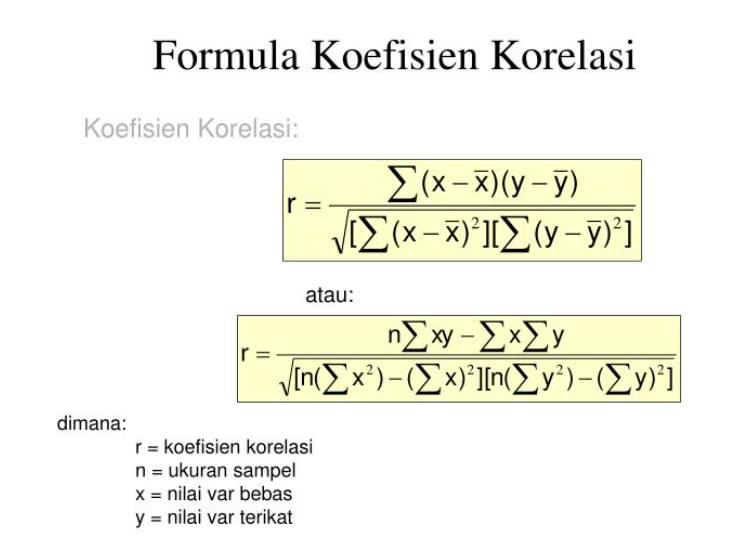 Formula Koefisien Korelasi
Koefisien Korelasi:
r = ∑(x – x̅)(y – y̅) / √[∑(x – x̅)²][∑(y – y̅)²]
atau:
r = n∑xy – ∑x∑y / √[n(∑x²) – (∑x)²][n(∑y²) – (∑y)²]
dimana:
r = koefisien korelasi
n = ukuran sampel
x = nilai var bebas
y = nilai var terikat